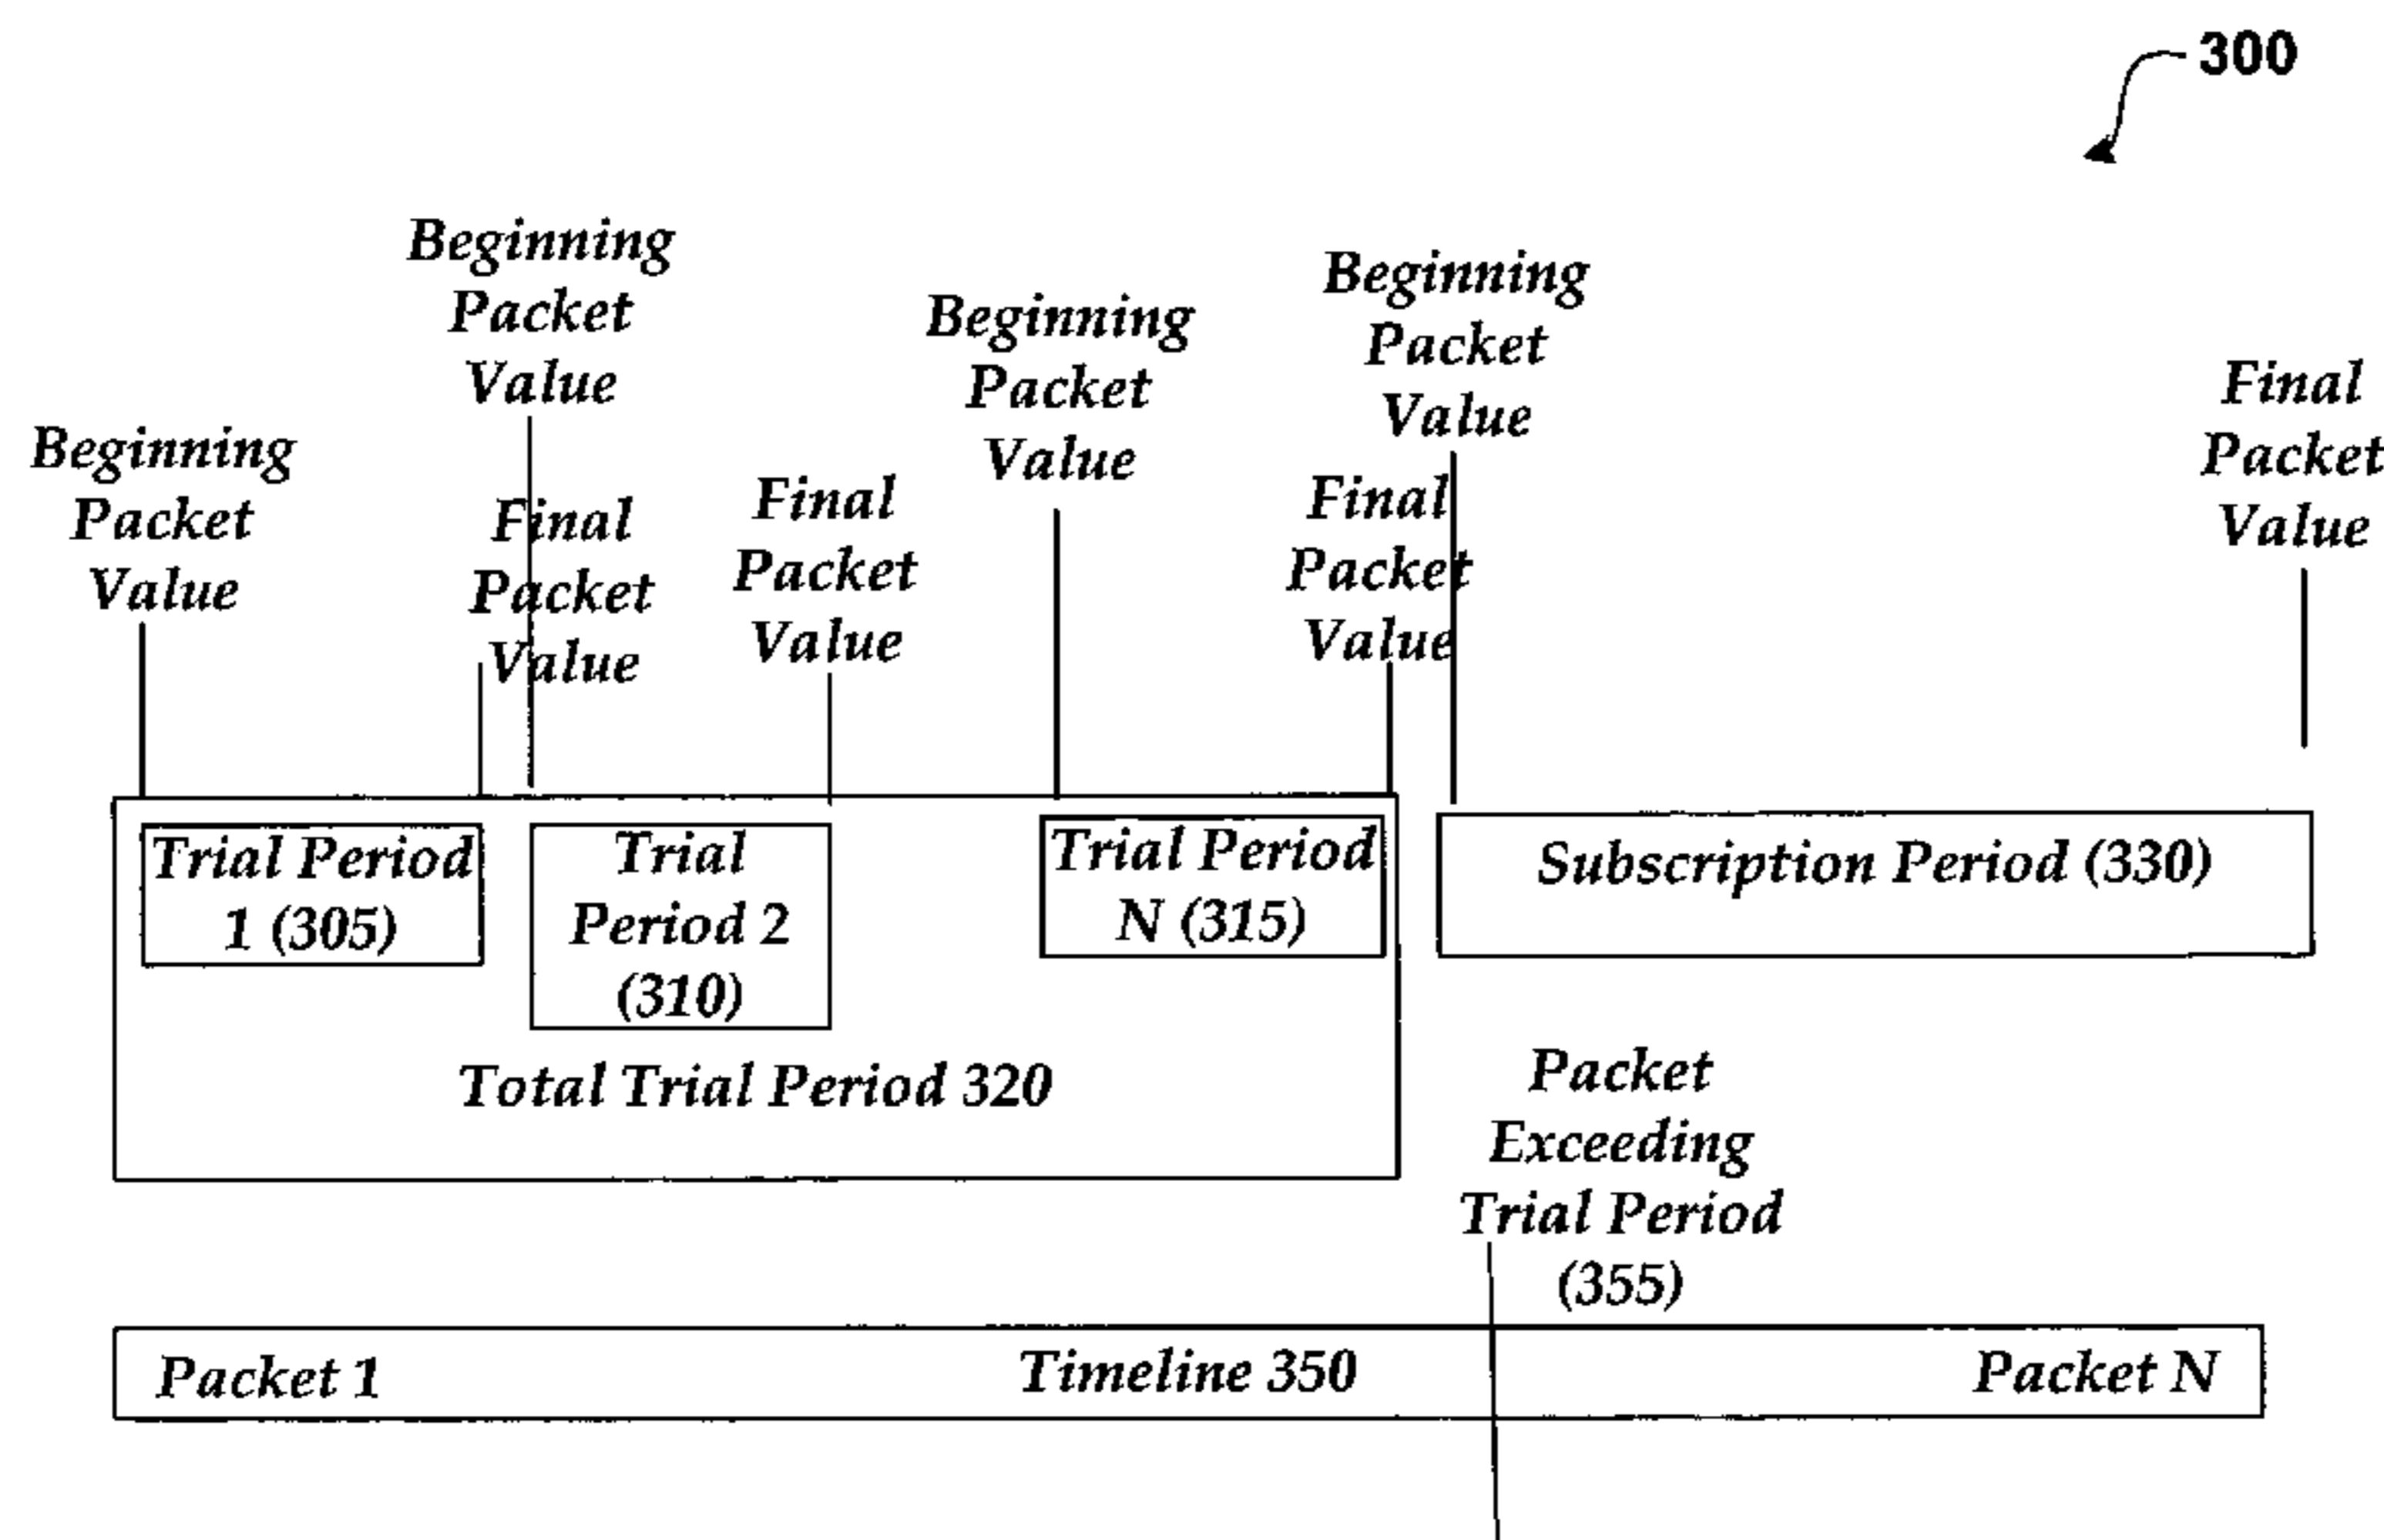 300
Beginning
Packet
Value
Beginning
Packet
Value
Final
Packet
Value
Final
Packet
Value
Beginning
Packet
Value
Beginning
Packet
Value
Final
Packet
Value
Final
Packet
Value
Trial Period
1 (305)
Trial
Period 2
(310)
Trial Period
N (315)
Subscription Period (330)
Total Trial Period 320
Packet
Exceeding
Trial Period
(355)
Packet 1
Timeline 350
Packet N